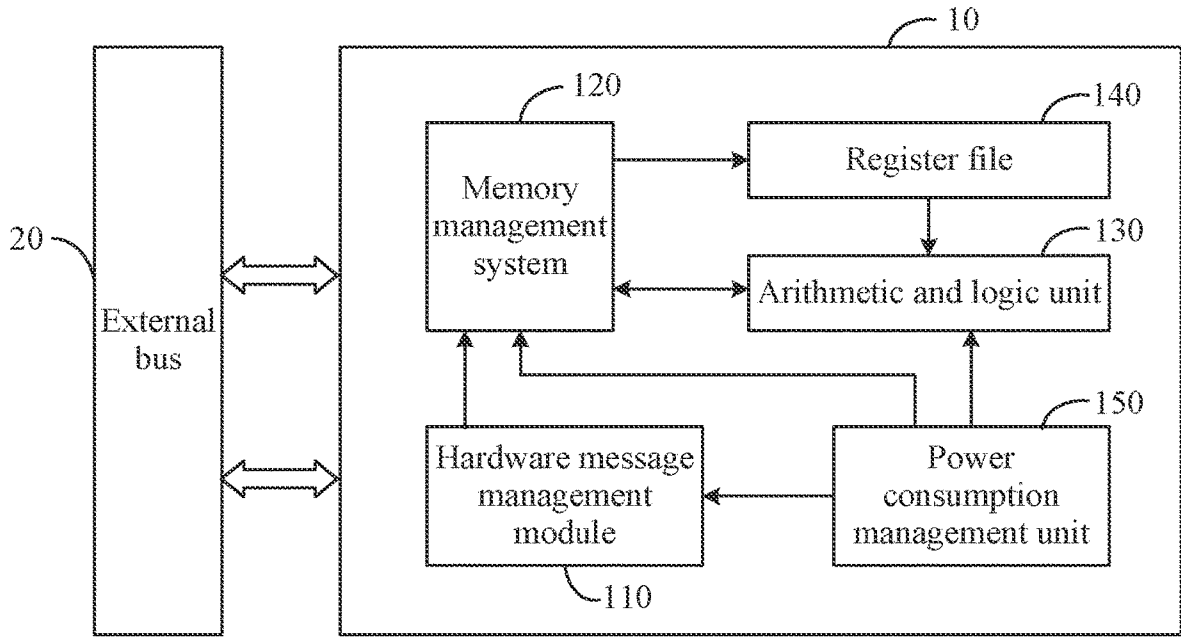 10
120
140
Register file
Memory
management
system
130
Arithmetic and logic unit
20
External
bus
150
Hardware message
management
module
Power
consumption
management unit
110